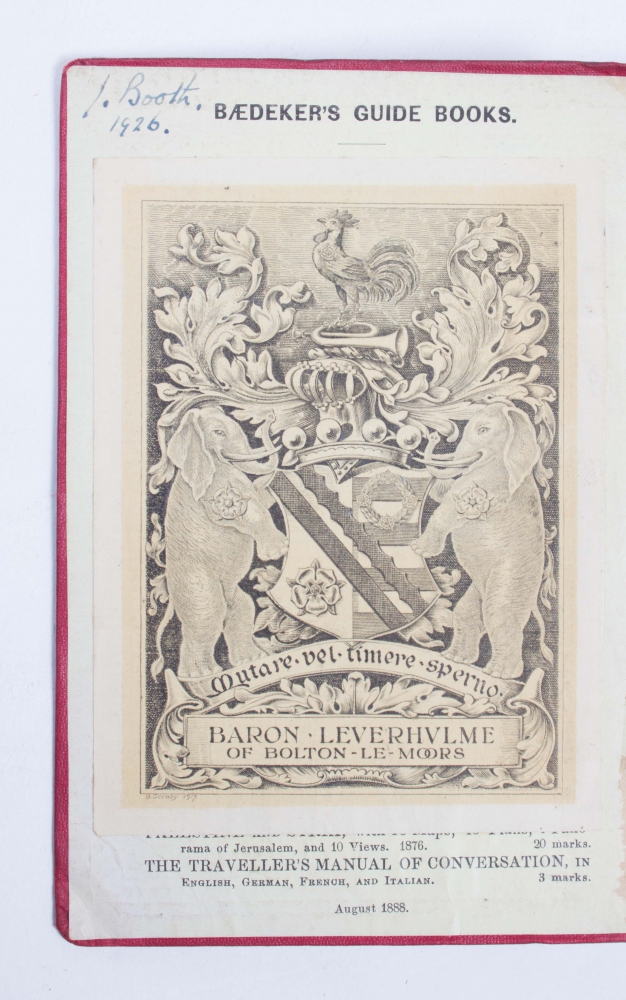 J. Booth.
1926.
BÆDEKER'S GUIDE BOOKS.
Mutare · vel · timere · sperno ·
BARON · LEVERHVLME
OF BOLTON-LE-MOORS
rama of Jerusalem, and 10 Views. 1876. 20 marks.
THE TRAVELLER'S MANUAL OF CONVERSATION, IN
ENGLISH, GERMAN, FRENCH, AND ITALIAN. 3 marks.
August 1888.